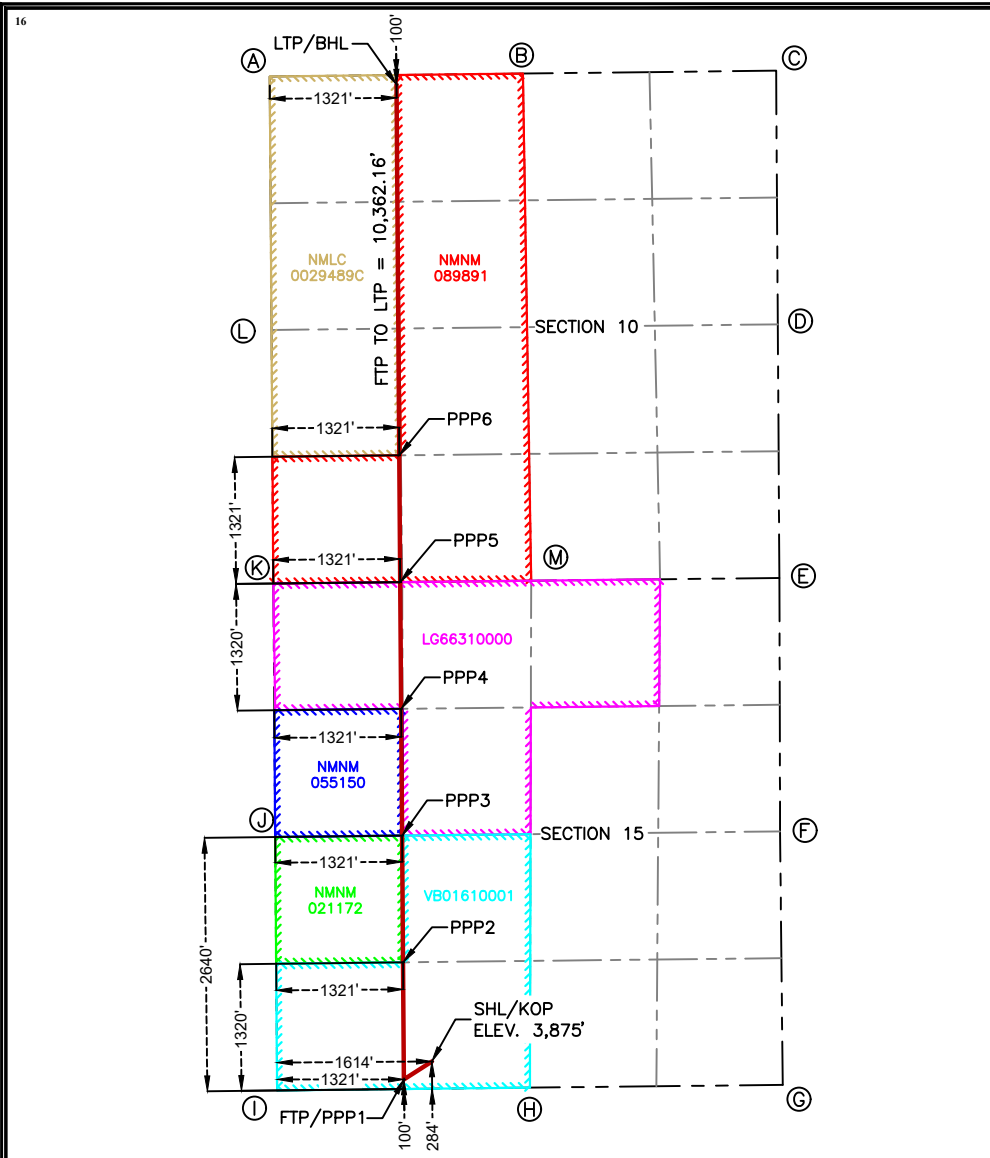 16
LTP/BHL
100'
A
B
C
1321'
FTP TO LTP = 10,362.16'
NMLC
0029489C
NMNM
089891
L
SECTION 10
D
1321'
PPP6
1321'
1321'
PPP5
K
M
E
1320'
LG66310000
PPP4
1321'
NMNM
055150
PPP3
J
SECTION 15
F
1321'
NMNM
021172
VB01610001
PPP2
2640'
1320'
1321'
SHL/KOP
ELEV. 3,875'
1614'
1321'
I
FTP/PPP1
100'
284'
H
G